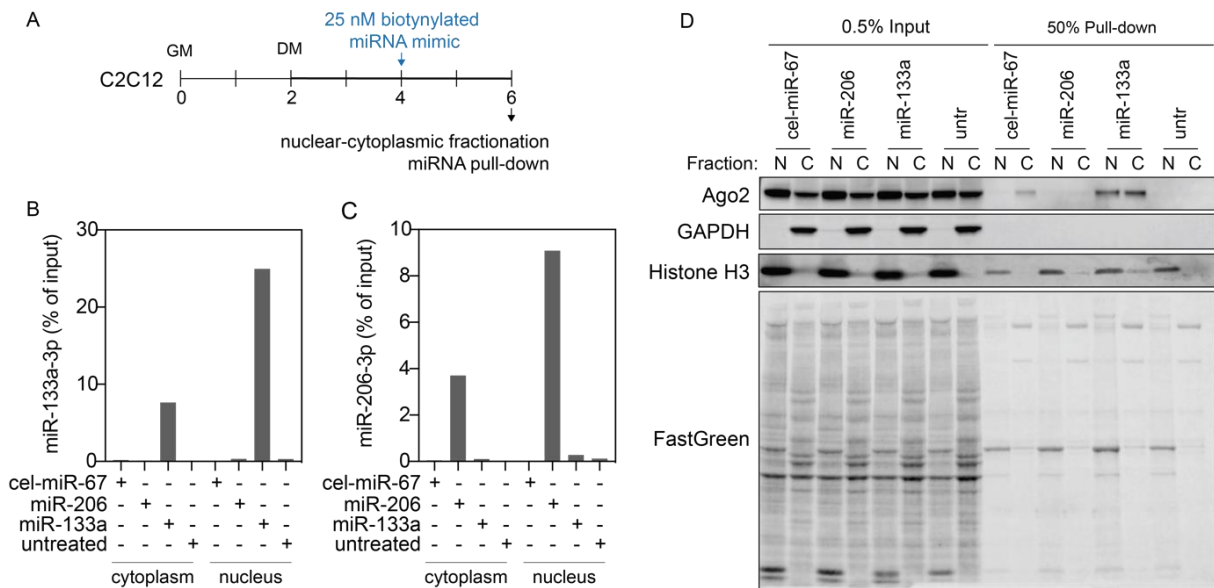 A
25 nM biotynylated
miRNA mimic
GM
DM
C2C12
0
2
4
6
nuclear-cytoplasmic fractionation
miRNA pull-down
B
miR-133a-3p (% of input)
30
20
10
0
cel-miR-67 + - - - + - - -
miR-206 - + - - - + - -
miR-133a - - + - - - + -
untreated - - - + - - - +
cytoplasm nucleus
C
miR-206-3p (% of input)
10
8
6
4
2
0
cel-miR-67 + - - - + - - -
miR-206 - + - - - + - -
miR-133a - - + - - - + -
untreated - - - + - - - +
cytoplasm nucleus
D
0.5% Input 50% Pull-down
cel-miR-67 miR-206 miR-133a untr cel-miR-67 miR-206 miR-133a untr
Fraction: N C N C N C N C N C N C N C N C
Ago2
GAPDH
Histone H3
FastGreen